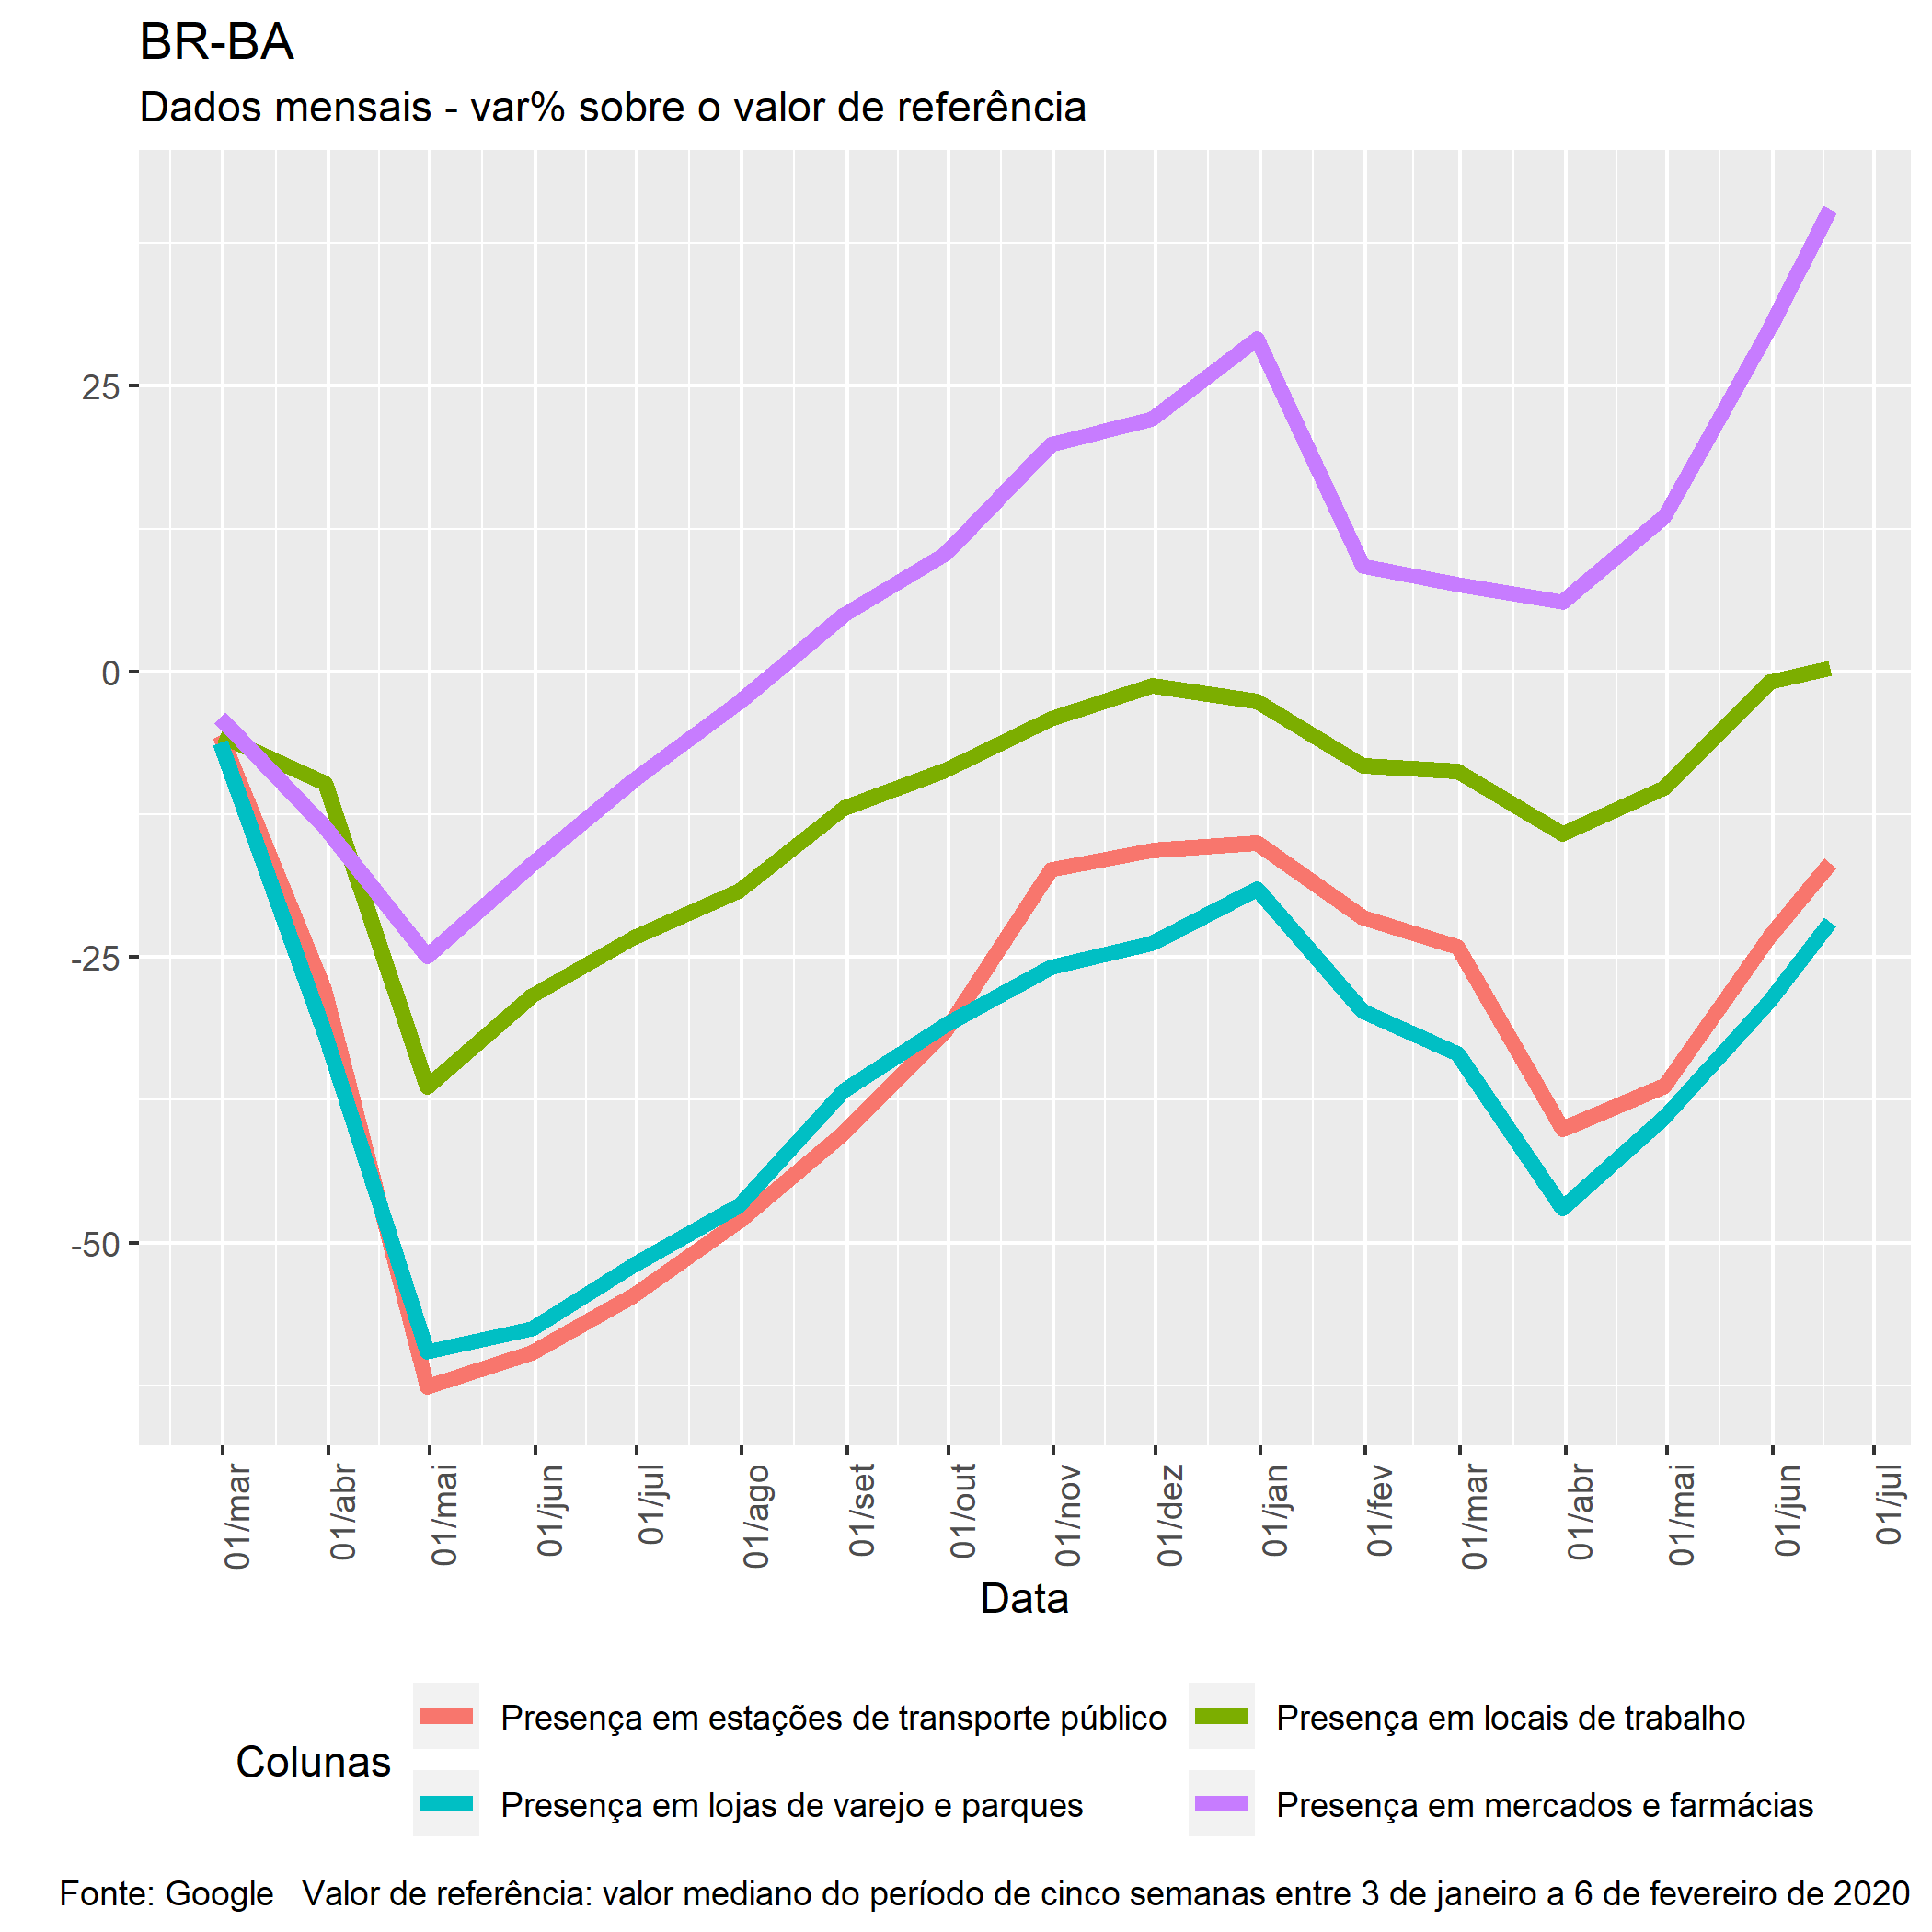 BR-BA
Dados mensais - var% sobre o valor de referência
25
0
-25
-50
01/mar
01/abr
01/mai
01/jun
01/jul
01/ago
01/set
01/out
01/nov
01/dez
01/jan
01/fev
01/mar
01/abr
01/mai
01/jun
01/jul
Data
Colunas
Presença em estações de transporte público
Presença em locais de trabalho
Presença em lojas de varejo e parques
Presença em mercados e farmácias
Fonte: Google Valor de referência: valor mediano do período de cinco semanas entre 3 de janeiro a 6 de fevereiro de 2020